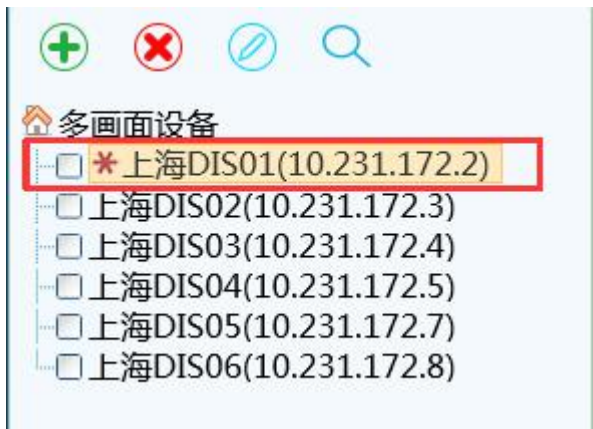 多画面设备
*上海DIS01(10.231.172.2)
上海DIS02(10.231.172.3)
上海DIS03(10.231.172.4)
上海DIS04(10.231.172.5)
上海DIS05(10.231.172.7)
上海DIS06(10.231.172.8)